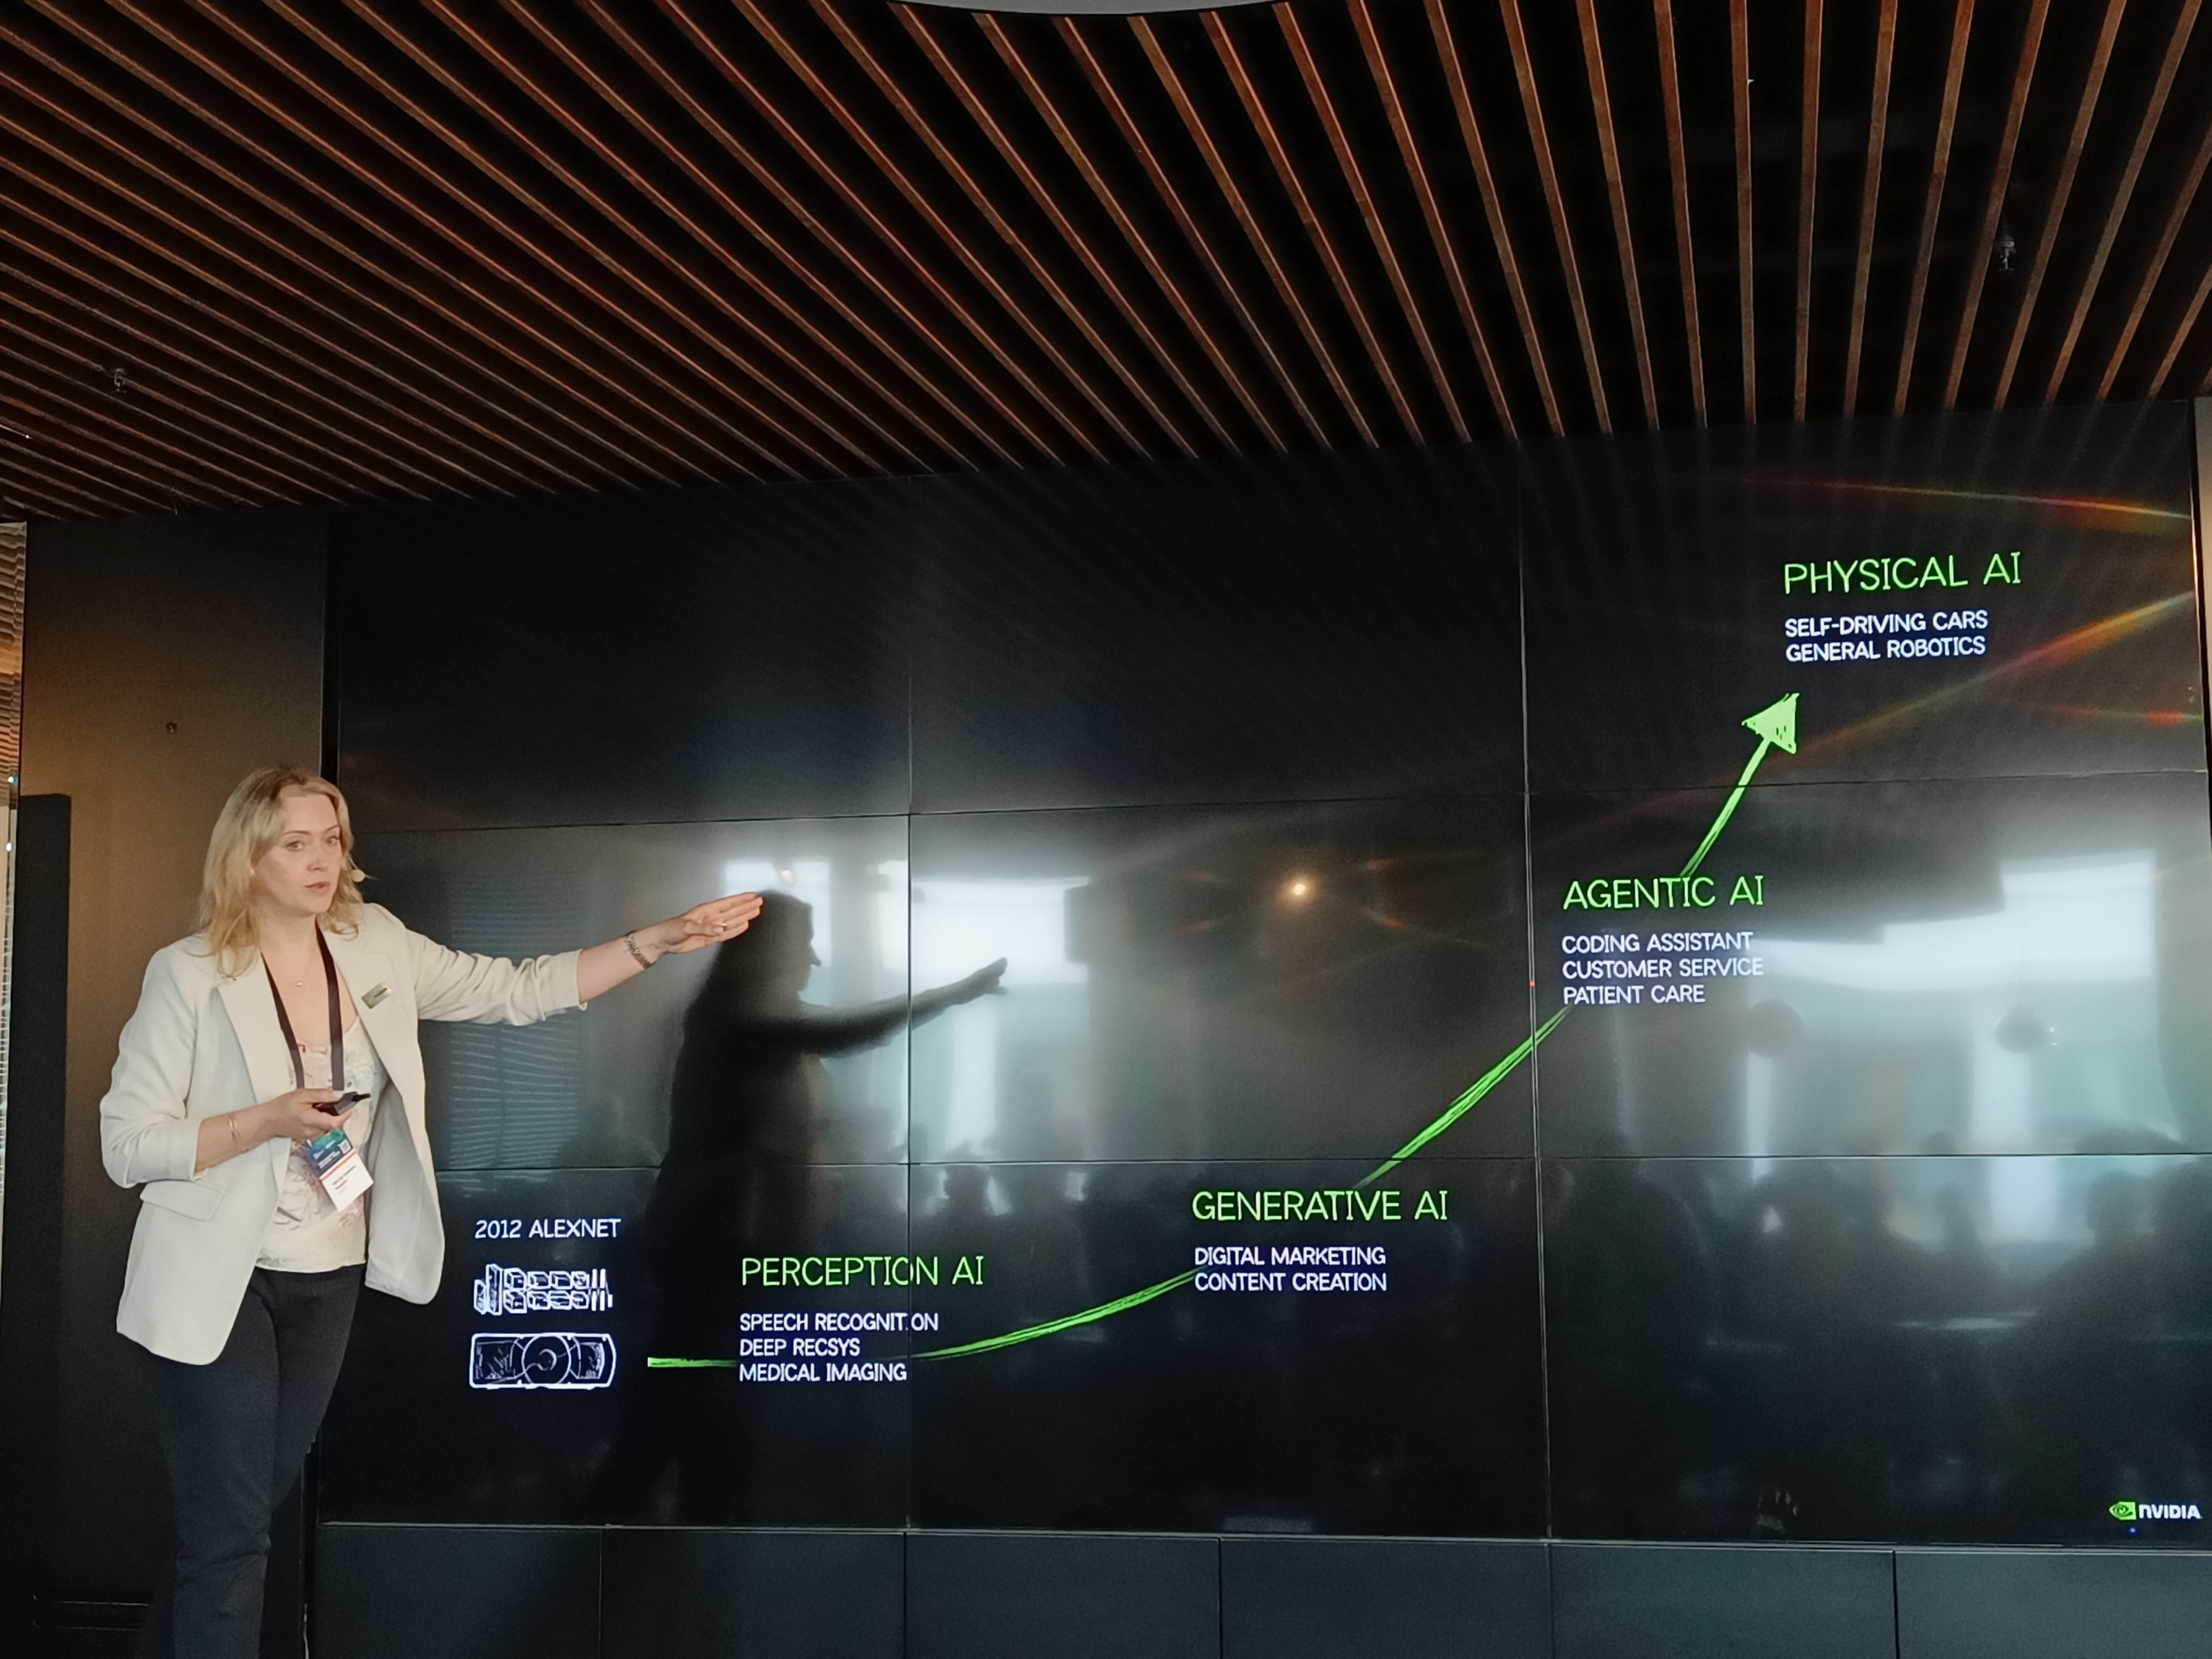 PHYSICAL AI
SELF-DRIVING CARS
GENERAL ROBOTICS
AGENTIC AI
CODING ASSISTANT
CUSTOMER SERVICE
PATIENT CARE
GENERATIVE AI
DIGITAL MARKETING
CONTENT CREATION
2012 ALEXNET
PERCEPTION AI
SPEECH RECOGNITION
DEEP RECSYS
MEDICAL IMAGING
NVIDIA